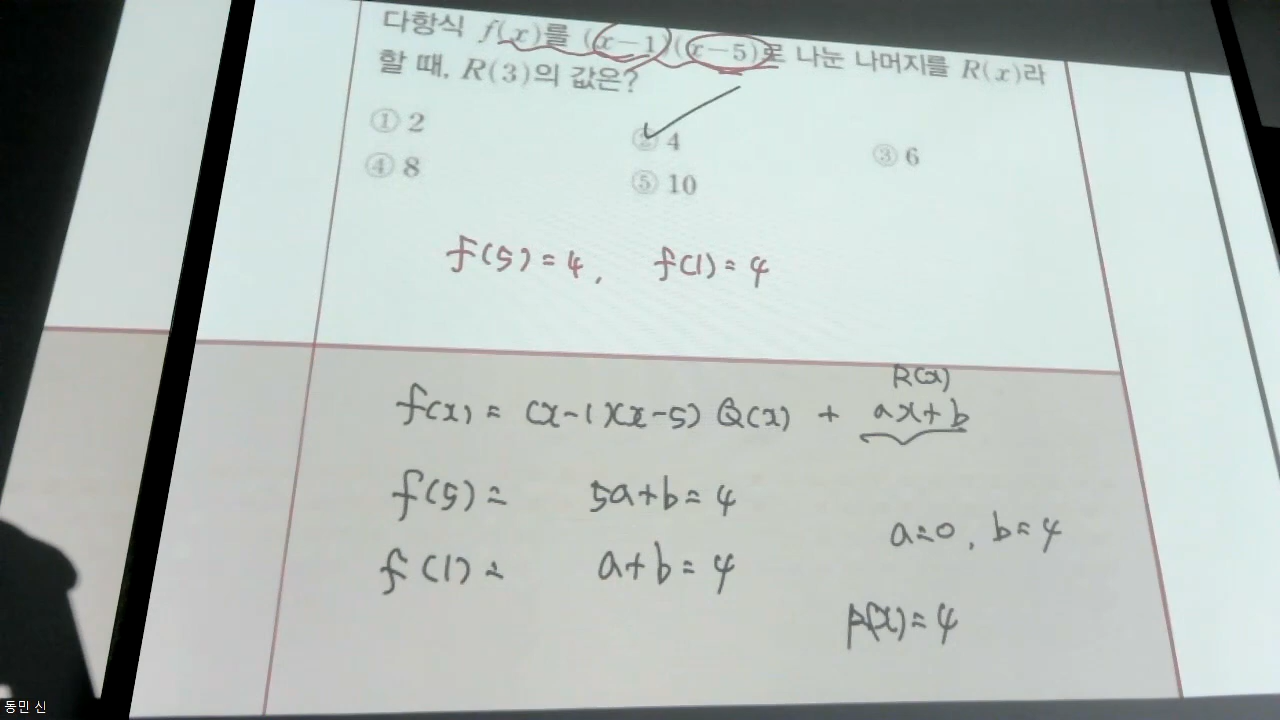 다항식 f(x)를 (x-1)(x-5)로 나눈 나머지를 R(x)라
할 때, R(3)의 값은?
① 2
② 4
③ 6
④ 8
⑤ 10
f(5)=4, f(1)=4
R(x)
f(x) = (x-1)(x-5) Q(x) + ax+b
f(5) = 5a+b=4
f(1) = a+b=4
a=0, b=4
R(x)=4
동민 신